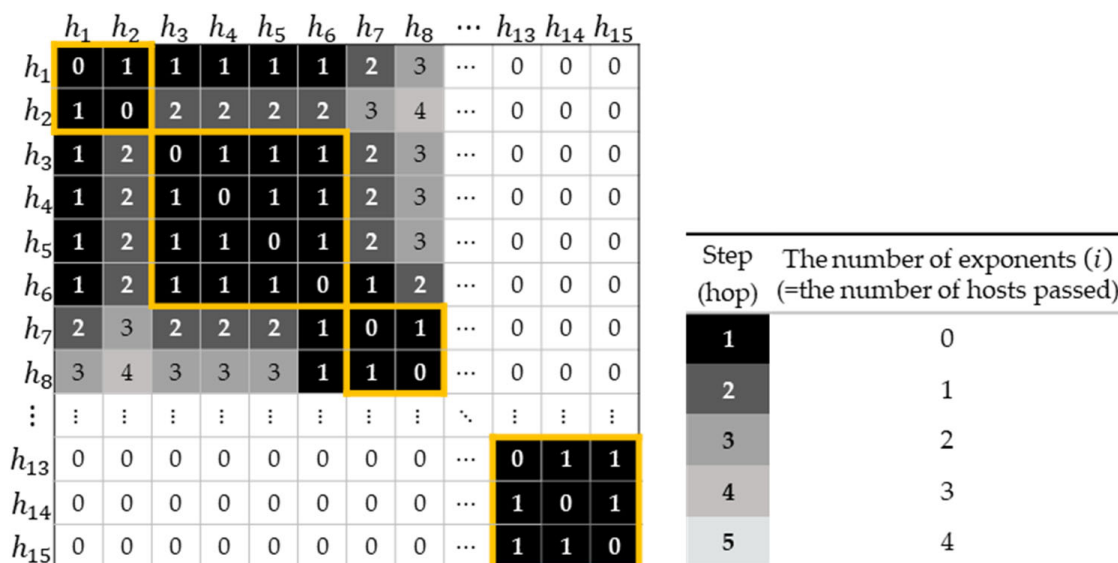 h₁ h₂ h₃ h₄ h₅ h₆ h₇ h₈ ⋯ h₁₃ h₁₄ h₁₅
h₁ 0 1 1 1 1 1 2 3 ⋯ 0 0 0
h₂ 1 0 2 2 2 2 3 4 ⋯ 0 0 0
h₃ 1 2 0 1 1 1 2 3 ⋯ 0 0 0
h₄ 1 2 1 0 1 1 2 3 ⋯ 0 0 0
h₅ 1 2 1 1 0 1 2 3 ⋯ 0 0 0
h₆ 1 2 1 1 1 0 1 2 ⋯ 0 0 0
h₇ 2 3 2 2 2 1 0 1 ⋯ 0 0 0
h₈ 3 4 3 3 3 1 1 0 ⋯ 0 0 0
⋮ ⋮ ⋮ ⋮ ⋮ ⋮ ⋮ ⋮ ⋮ ⋱ ⋮ ⋮ ⋮
h₁₃ 0 0 0 0 0 0 0 0 ⋯ 0 1 1
h₁₄ 0 0 0 0 0 0 0 0 ⋯ 1 0 1
h₁₅ 0 0 0 0 0 0 0 0 ⋯ 1 1 0
Step The number of exponents (i)
(hop) (=the number of hosts passed)
1 0
2 1
3 2
4 3
5 4